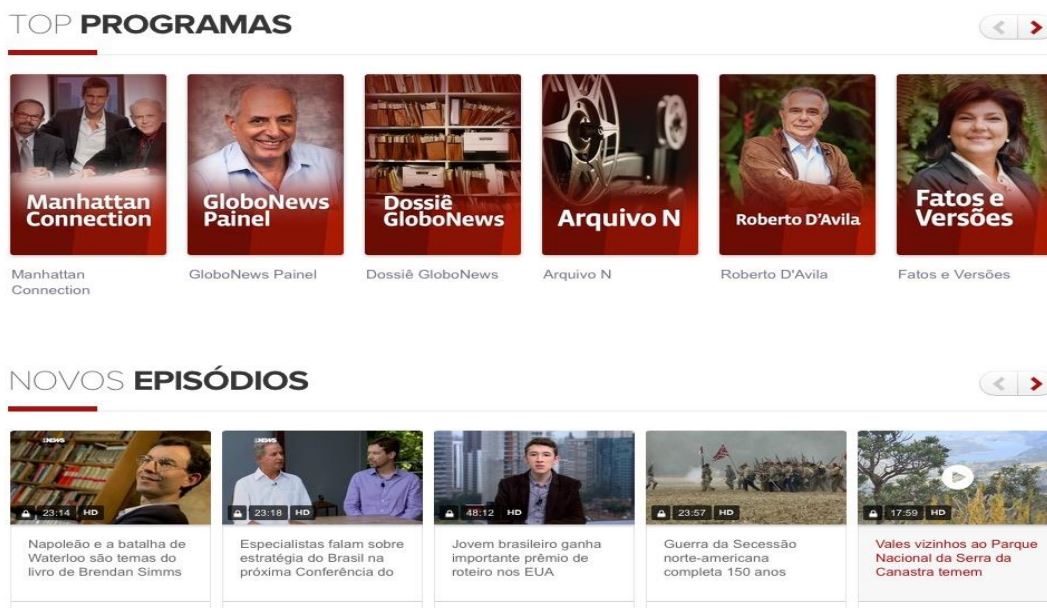 TOP PROGRAMAS
Manhattan
Connection
GloboNews
Painel
Dossiê
GloboNews
Arquivo N
Roberto D'Avila
Fatos e
Versões
Manhattan
Connection
GloboNews Painel
Dossiê GloboNews
Arquivo N
Roberto D'Avila
Fatos e Versões
NOVOS EPISÓDIOS
23:14 HD
23:18 HD
48:12 HD
23:57 HD
17:59 HD
Napoleão e a batalha de
Waterloo são temas do
livro de Brendan Simms
Especialistas falam sobre
estratégia do Brasil na
próxima Conferência do
Jovem brasileiro ganha
importante prêmio de
roteiro nos EUA
Guerra da Secessão
norte-americana
completa 150 anos
Vales vizinhos ao Parque
Nacional da Serra da
Canastra temem